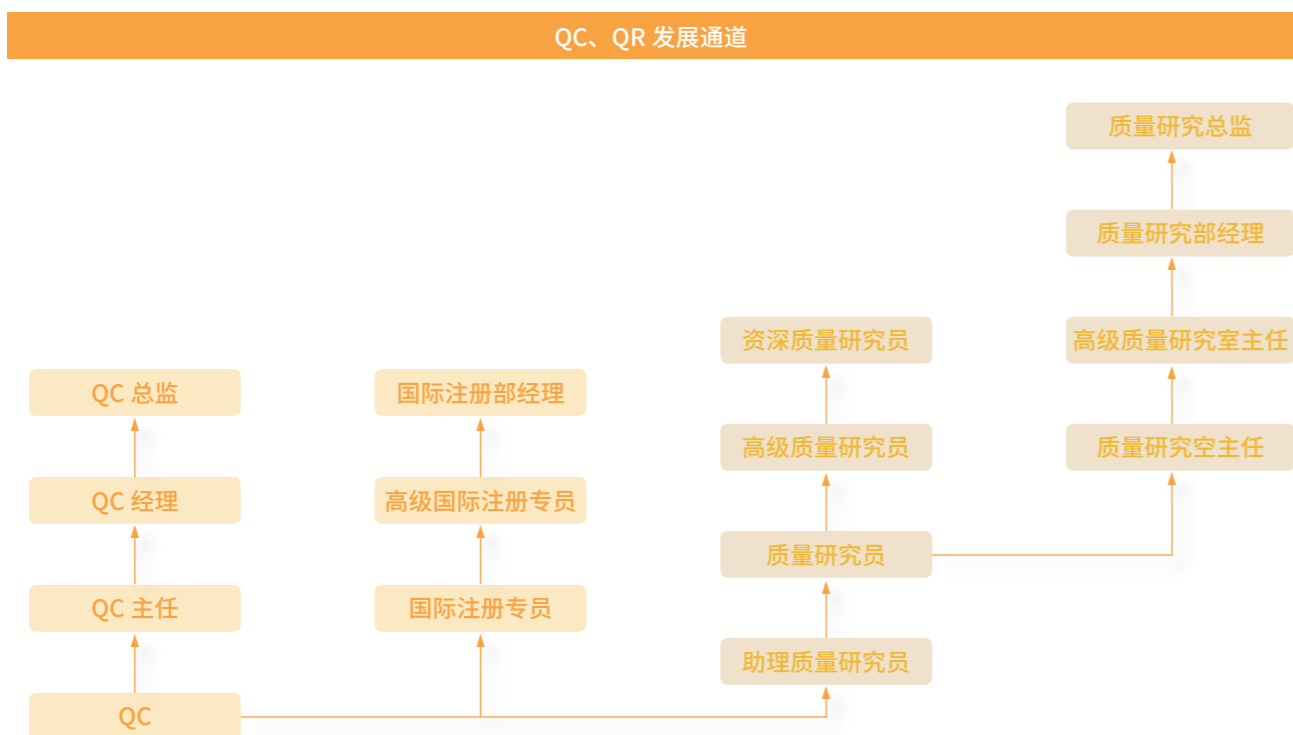 QC、QR 发展通道
质量研究总监
质量研究部经理
资深质量研究员
高级质量研究室主任
QC 总监
国际注册部经理
高级质量研究员
质量研究空主任
QC 经理
高级国际注册专员
质量研究员
QC 主任
国际注册专员
助理质量研究员
QC